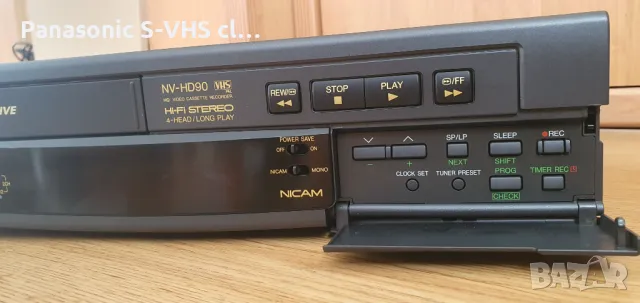 Panasonic S-VHS cl...
IVE
NV-HD90 VHS
HQ VIDEO CASSETTE RECORDER
Hi-Fi STEREO
4-HEAD/LONG PLAY
REW
STOP
PLAY
/FF
POWER SAVE
OFF ON
NICAM MONO
NICAM
SP/LP
SLEEP
REC
- +
NEXT
SHIFT
CLOCK SET
TUNER PRESET
PROG
TIMER REC
CHECK
BAZAR